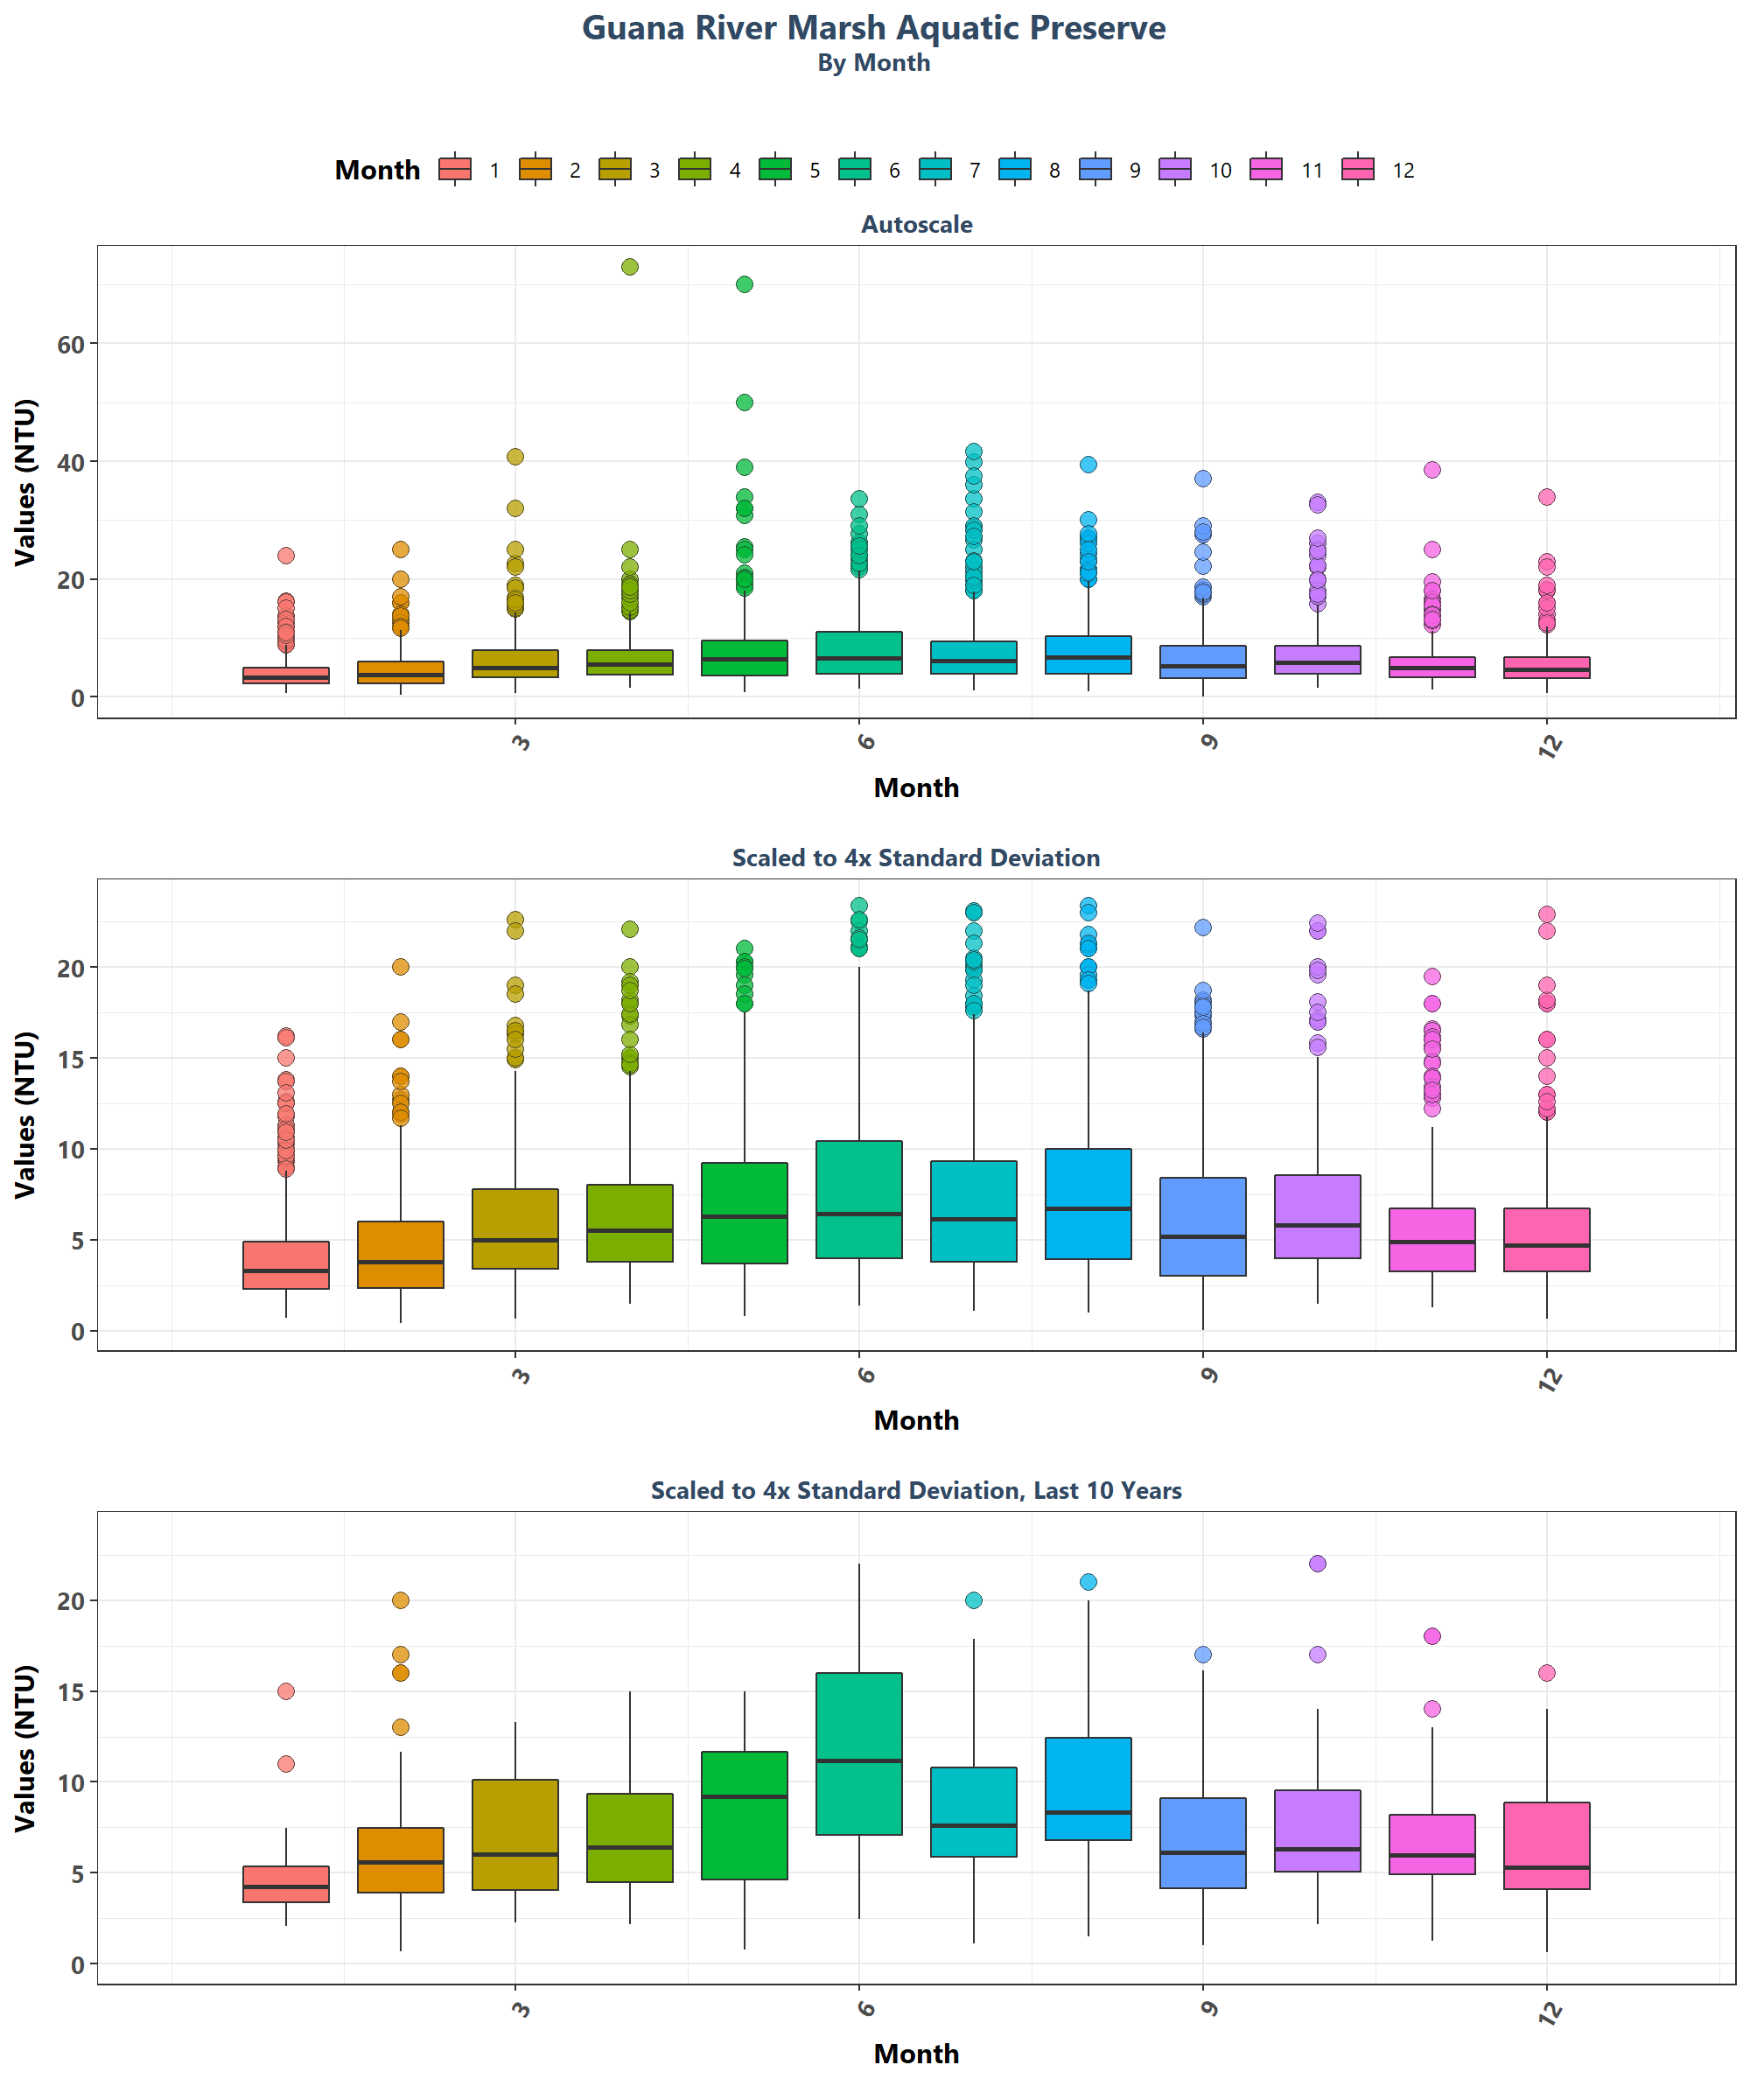 Guana River Marsh Aquatic Preserve
By Month
Month 1 2 3 4 5 6 7 8 9 10 11 12
Autoscale
Values (NTU)
60
40
20
0
3 6 9 12
Month
Scaled to 4x Standard Deviation
Values (NTU)
20
15
10
5
0
3 6 9 12
Month
Scaled to 4x Standard Deviation, Last 10 Years
Values (NTU)
20
15
10
5
0
3 6 9 12
Month